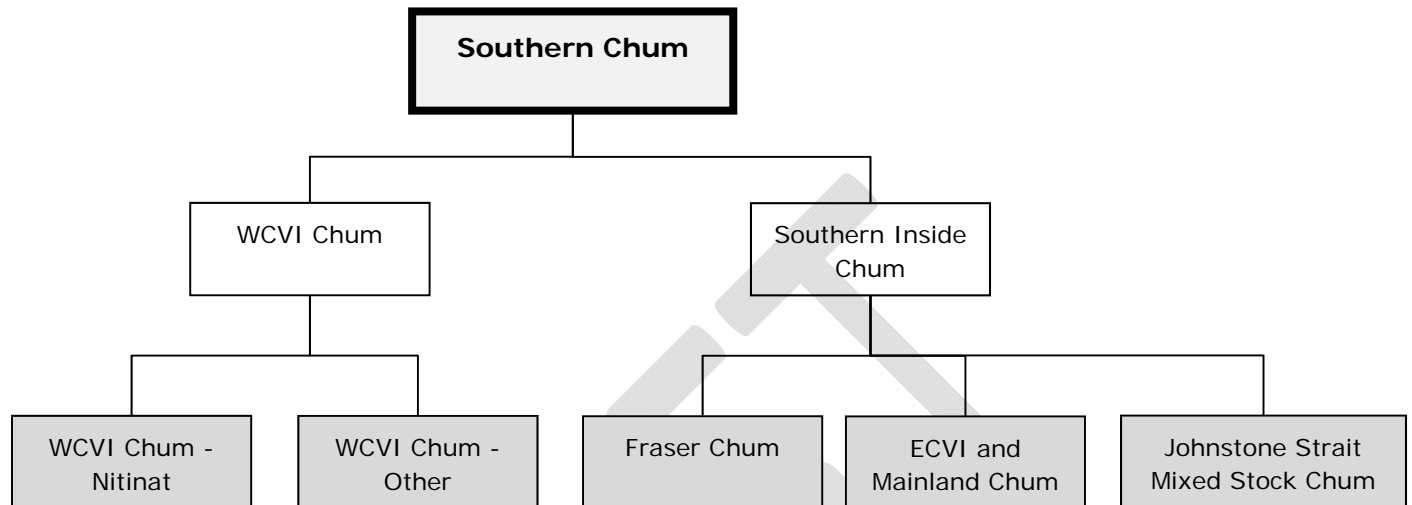 Southern Chum
WCVI Chum
Southern Inside
Chum
WCVI Chum -
Nitinat
WCVI Chum -
Other
Fraser Chum
ECVI and
Mainland Chum
Johnstone Strait
Mixed Stock Chum